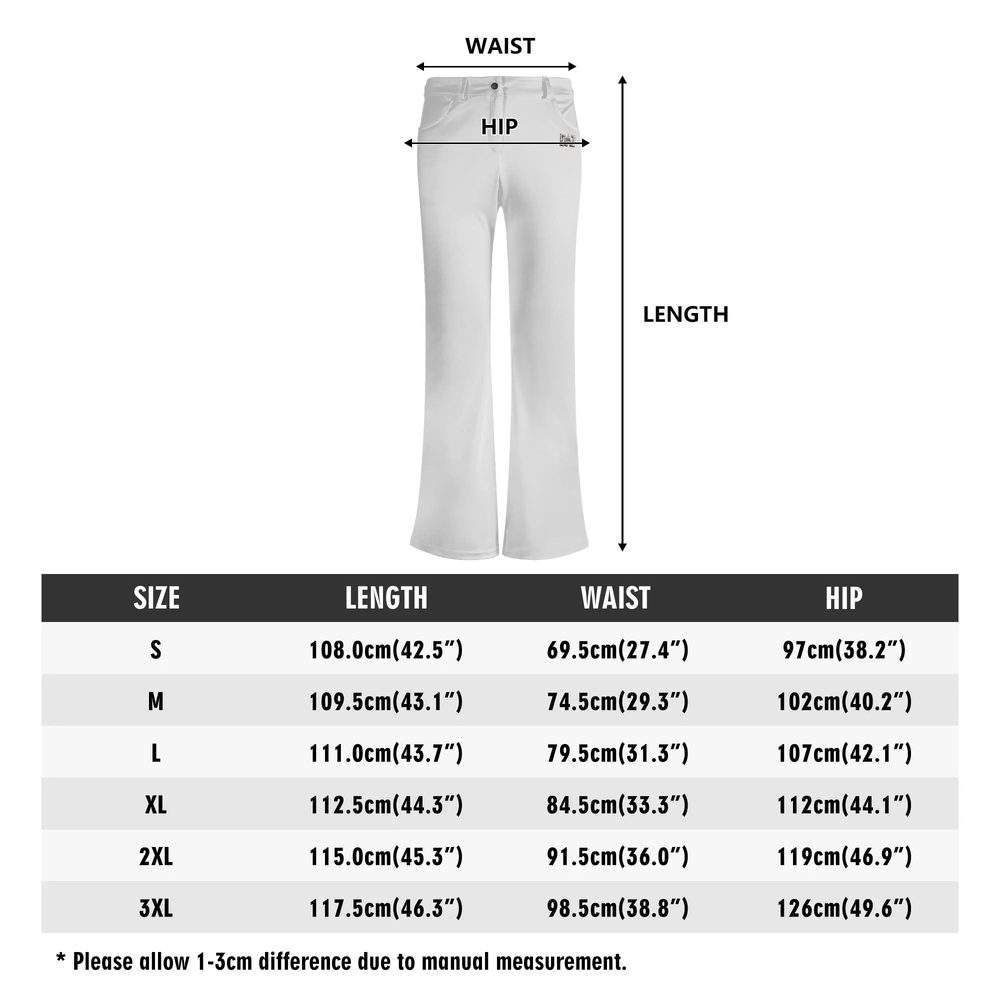 WAIST
HIP
LENGTH
SIZE LENGTH WAIST HIP
S 108.0cm(42.5″) 69.5cm(27.4″) 97cm(38.2″)
M 109.5cm(43.1″) 74.5cm(29.3″) 102cm(40.2″)
L 111.0cm(43.7″) 79.5cm(31.3″) 107cm(42.1″)
XL 112.5cm(44.3″) 84.5cm(33.3″) 112cm(44.1″)
2XL 115.0cm(45.3″) 91.5cm(36.0″) 119cm(46.9″)
3XL 117.5cm(46.3″) 98.5cm(38.8″) 126cm(49.6″)
* Please allow 1-3cm difference due to manual measurement.